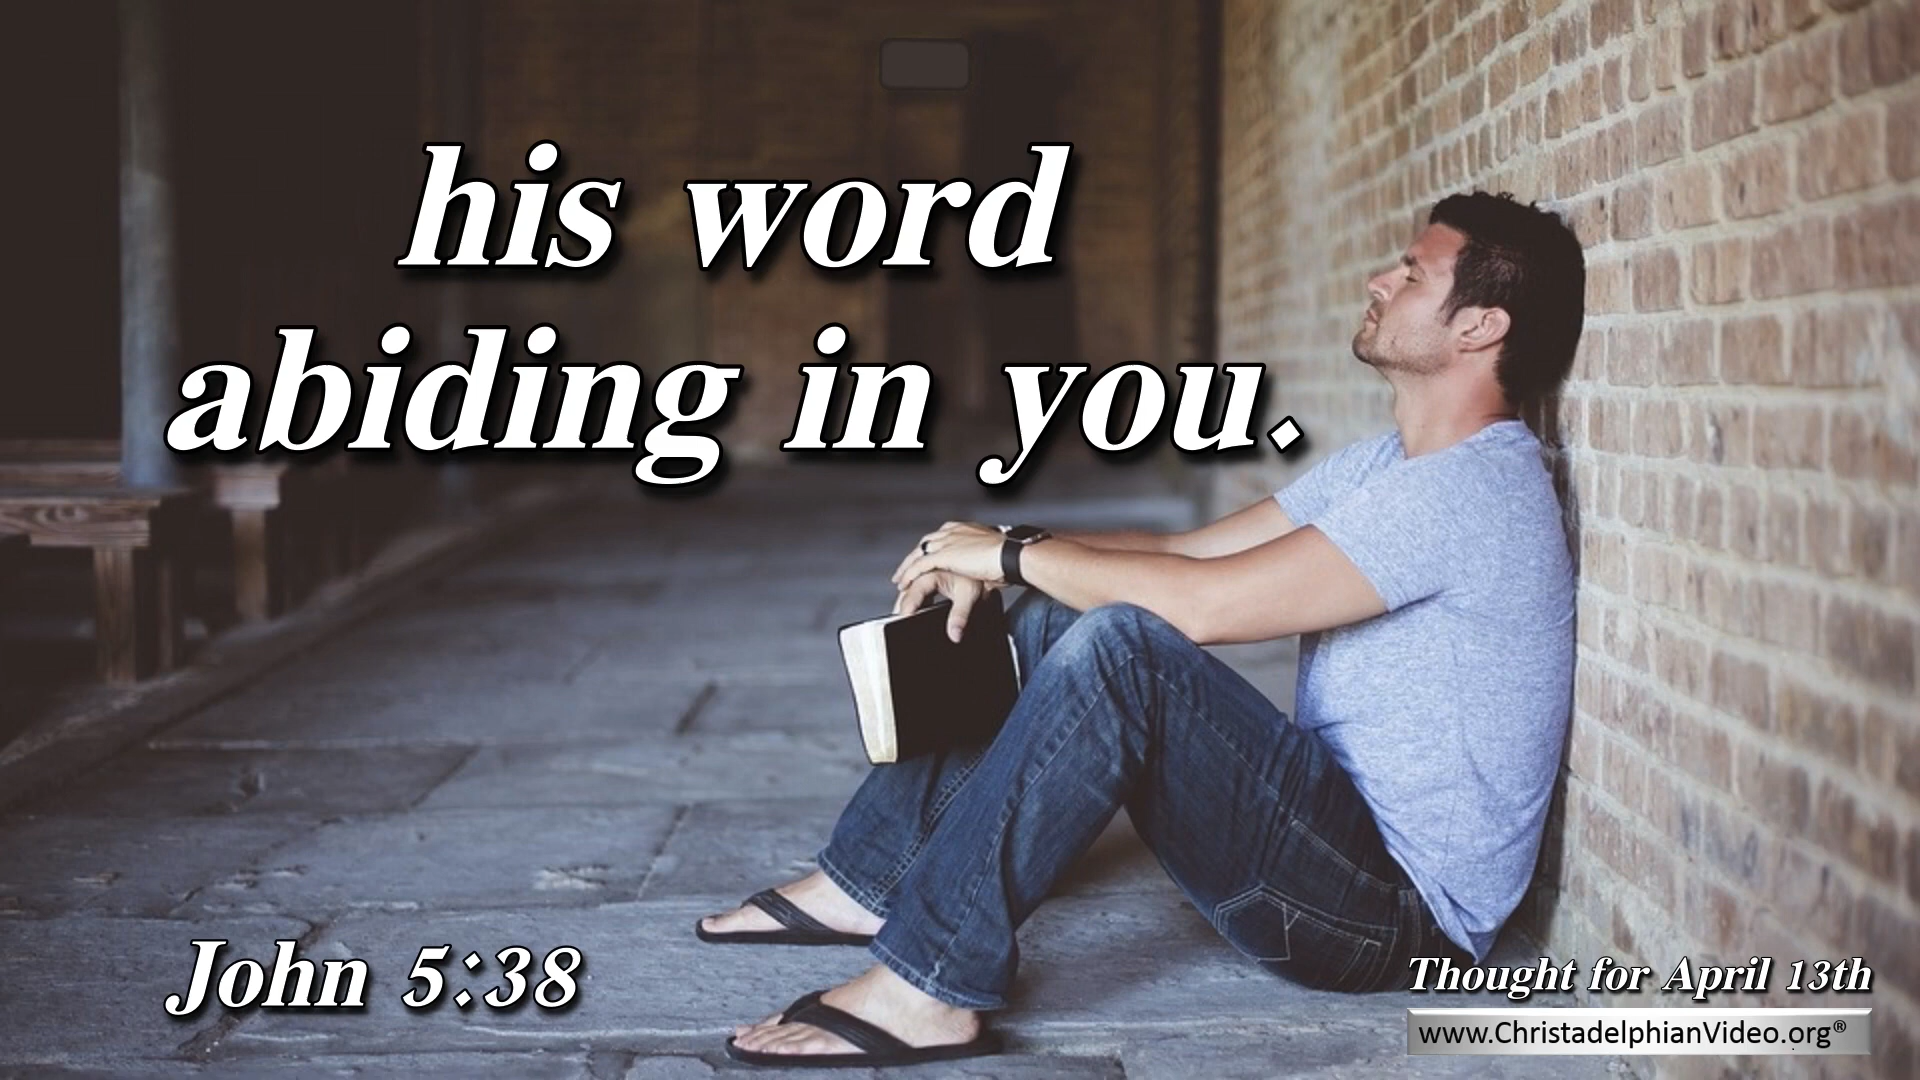 his word
abiding in you.
John 5:38
Thought for April 13th
www.ChristadelphianVideo.org®